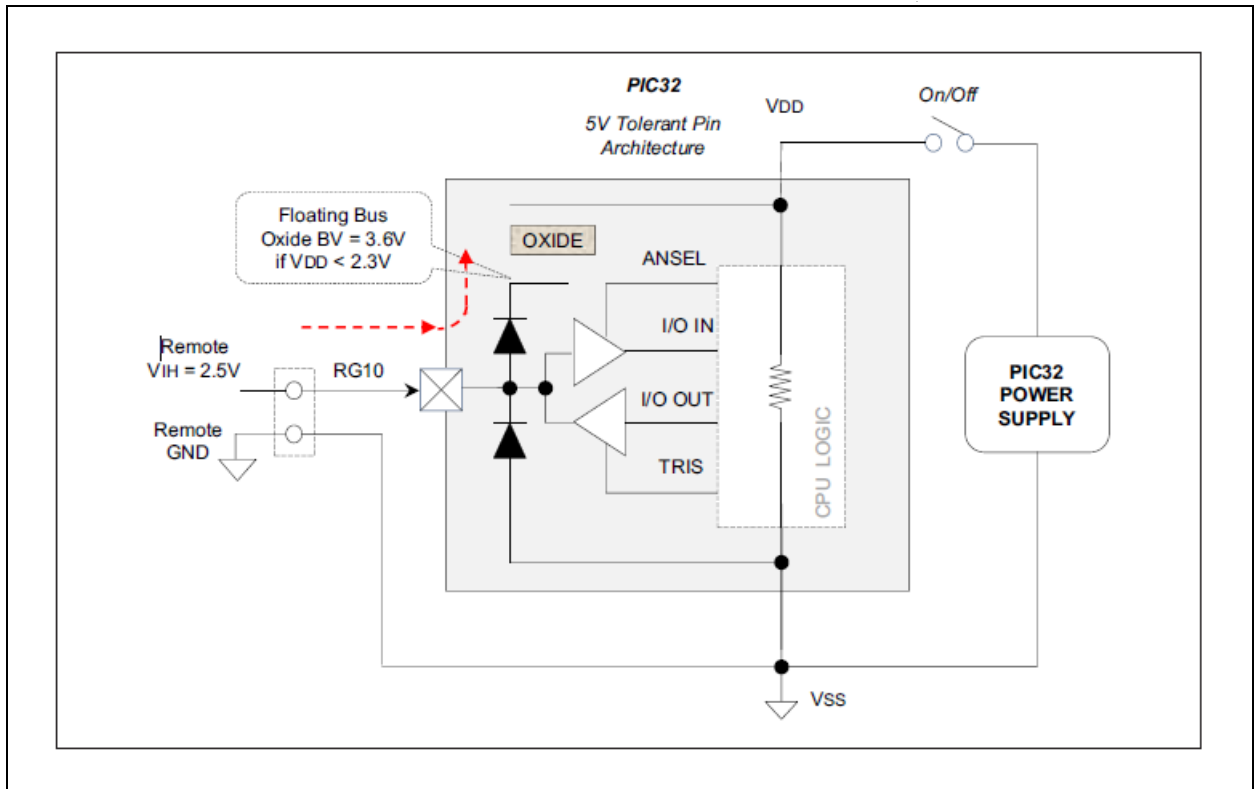 PIC32
5V Tolerant Pin
Architecture
VDD
On/Off
Floating Bus
Oxide BV = 3.6V
if VDD < 2.3V
OXIDE
ANSEL
I/O IN
Remote
VIH = 2.5V
RG10
I/O OUT
Remote
GND
TRIS
CPU LOGIC
PIC32
POWER
SUPPLY
VSS